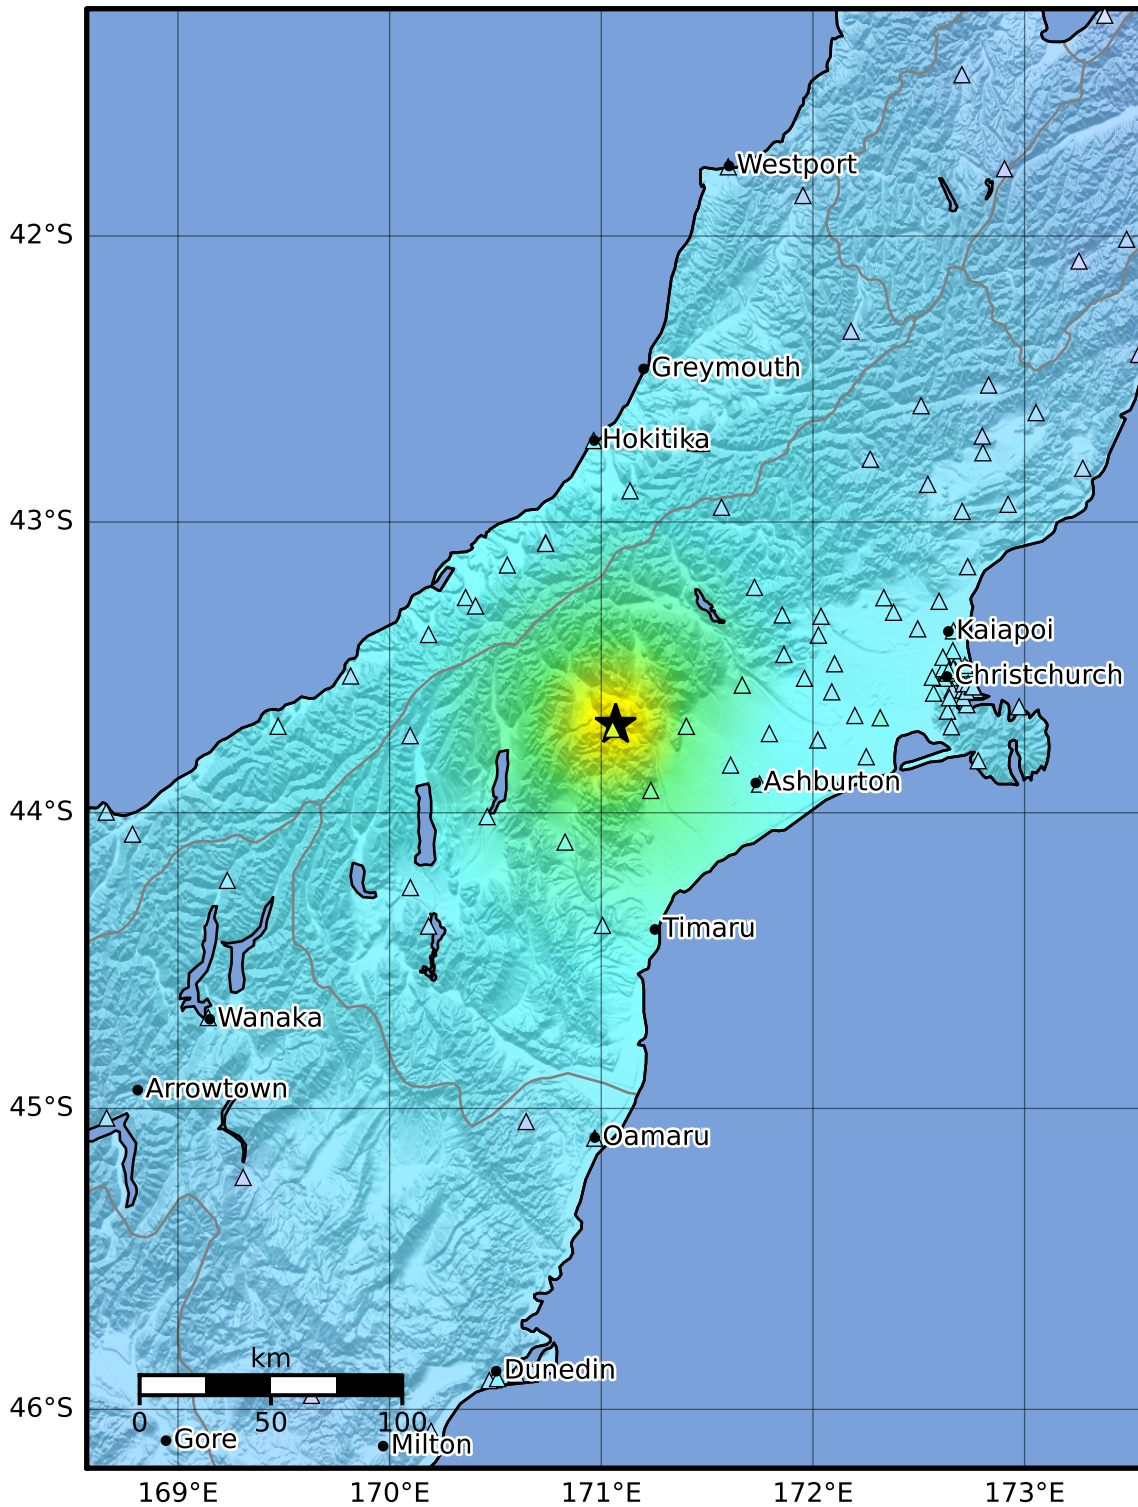 Westport
42°S
Greymouth
Hokitika
43°S
Kaiapoi
Christchurch
Ashburton
44°S
Timaru
Wanaka
Arrowtown
45°S
Oamaru
km
Dunedin
46°S
0 50 100
Gore
Milton
169°E 170°E 171°E 172°E 173°E